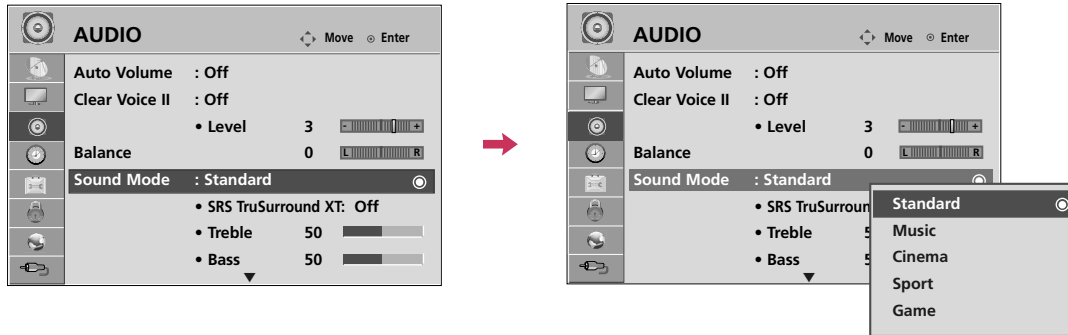 AUDIO Move Enter
Auto Volume : Off
Clear Voice II : Off
• Level 3 - +
Balance 0 L R
Sound Mode : Standard
• SRS TruSurround XT: Off
• Treble 50
• Bass 50
AUDIO Move Enter
Auto Volume : Off
Clear Voice II : Off
• Level 3 - +
Balance 0 L R
Sound Mode : Standard
• SRS TruSurroun
• Treble 5
• Bass 5
Standard
Music
Cinema
Sport
Game